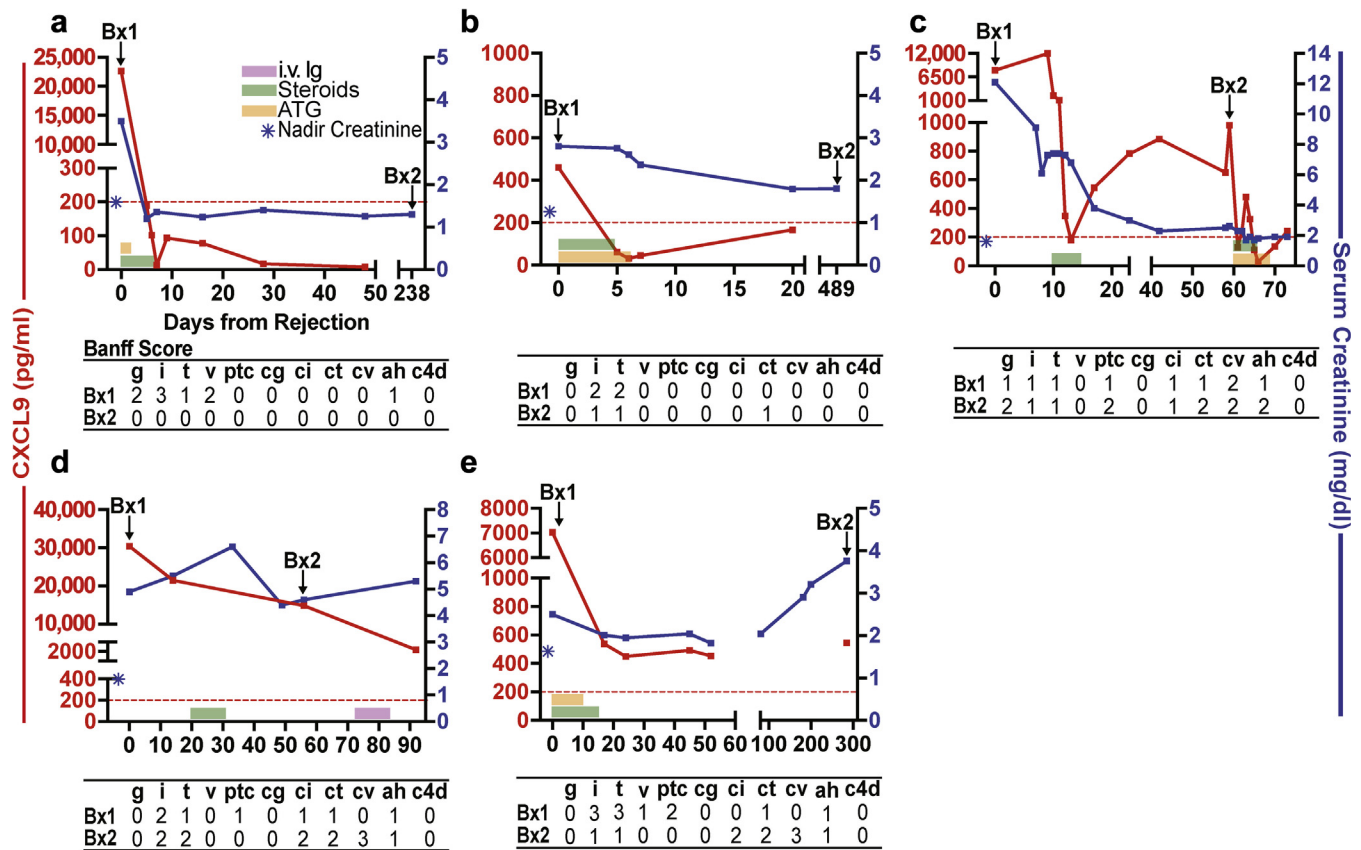 a
b
c
Bx1
25,000
20,000
15,000
10,000
300
200
100
0
5
4
3
2
1
0
i.v. Ig
Steroids
ATG
Nadir Creatinine
Bx2
0 10 20 30 40 50 238
Days from Rejection
1000
800
600
400
200
0
Bx1
Bx2
5
4
3
2
1
0
0 5 10 15 20 489
12,000
6500
1000
1000
800
600
400
200
0
Bx1
Bx2
14
12
10
8
6
4
2
0
0 10 20 40 50 60 70
Banff Score
g i t v ptc cg ci ct cv ah c4d
Bx1 2 3 1 2 0 0 0 0 0 1 0
Bx2 0 0 0 0 0 0 0 0 0 0 0
g i t v ptc cg ci ct cv ah c4d
Bx1 0 2 2 0 0 0 0 0 0 0 0
Bx2 0 1 1 0 0 0 0 1 0 0 0
g i t v ptc cg ci ct cv ah c4d
Bx1 1 1 1 0 1 0 1 1 2 1 0
Bx2 2 1 1 0 2 0 1 2 2 2 0
CXCL9 (pg/ml)
Serum Creatinine (mg/dl)
d
e
40,000
30,000
20,000
10,000
2000
400
200
0
Bx1
Bx2
8
7
6
5
4
3
2
1
0
0 10 20 30 40 50 60 70 80 90
8000
7000
6000
1000
800
600
400
200
0
Bx1
Bx2
5
4
3
2
1
0
0 10 20 30 40 50 60 100 200 300
g i t v ptc cg ci ct cv ah c4d
Bx1 0 2 1 0 1 0 1 1 0 1 0
Bx2 0 2 2 0 0 0 2 2 3 1 0
g i t v ptc cg ci ct cv ah c4d
Bx1 0 3 3 1 2 0 0 1 0 1 0
Bx2 0 1 1 0 0 0 2 2 3 1 0